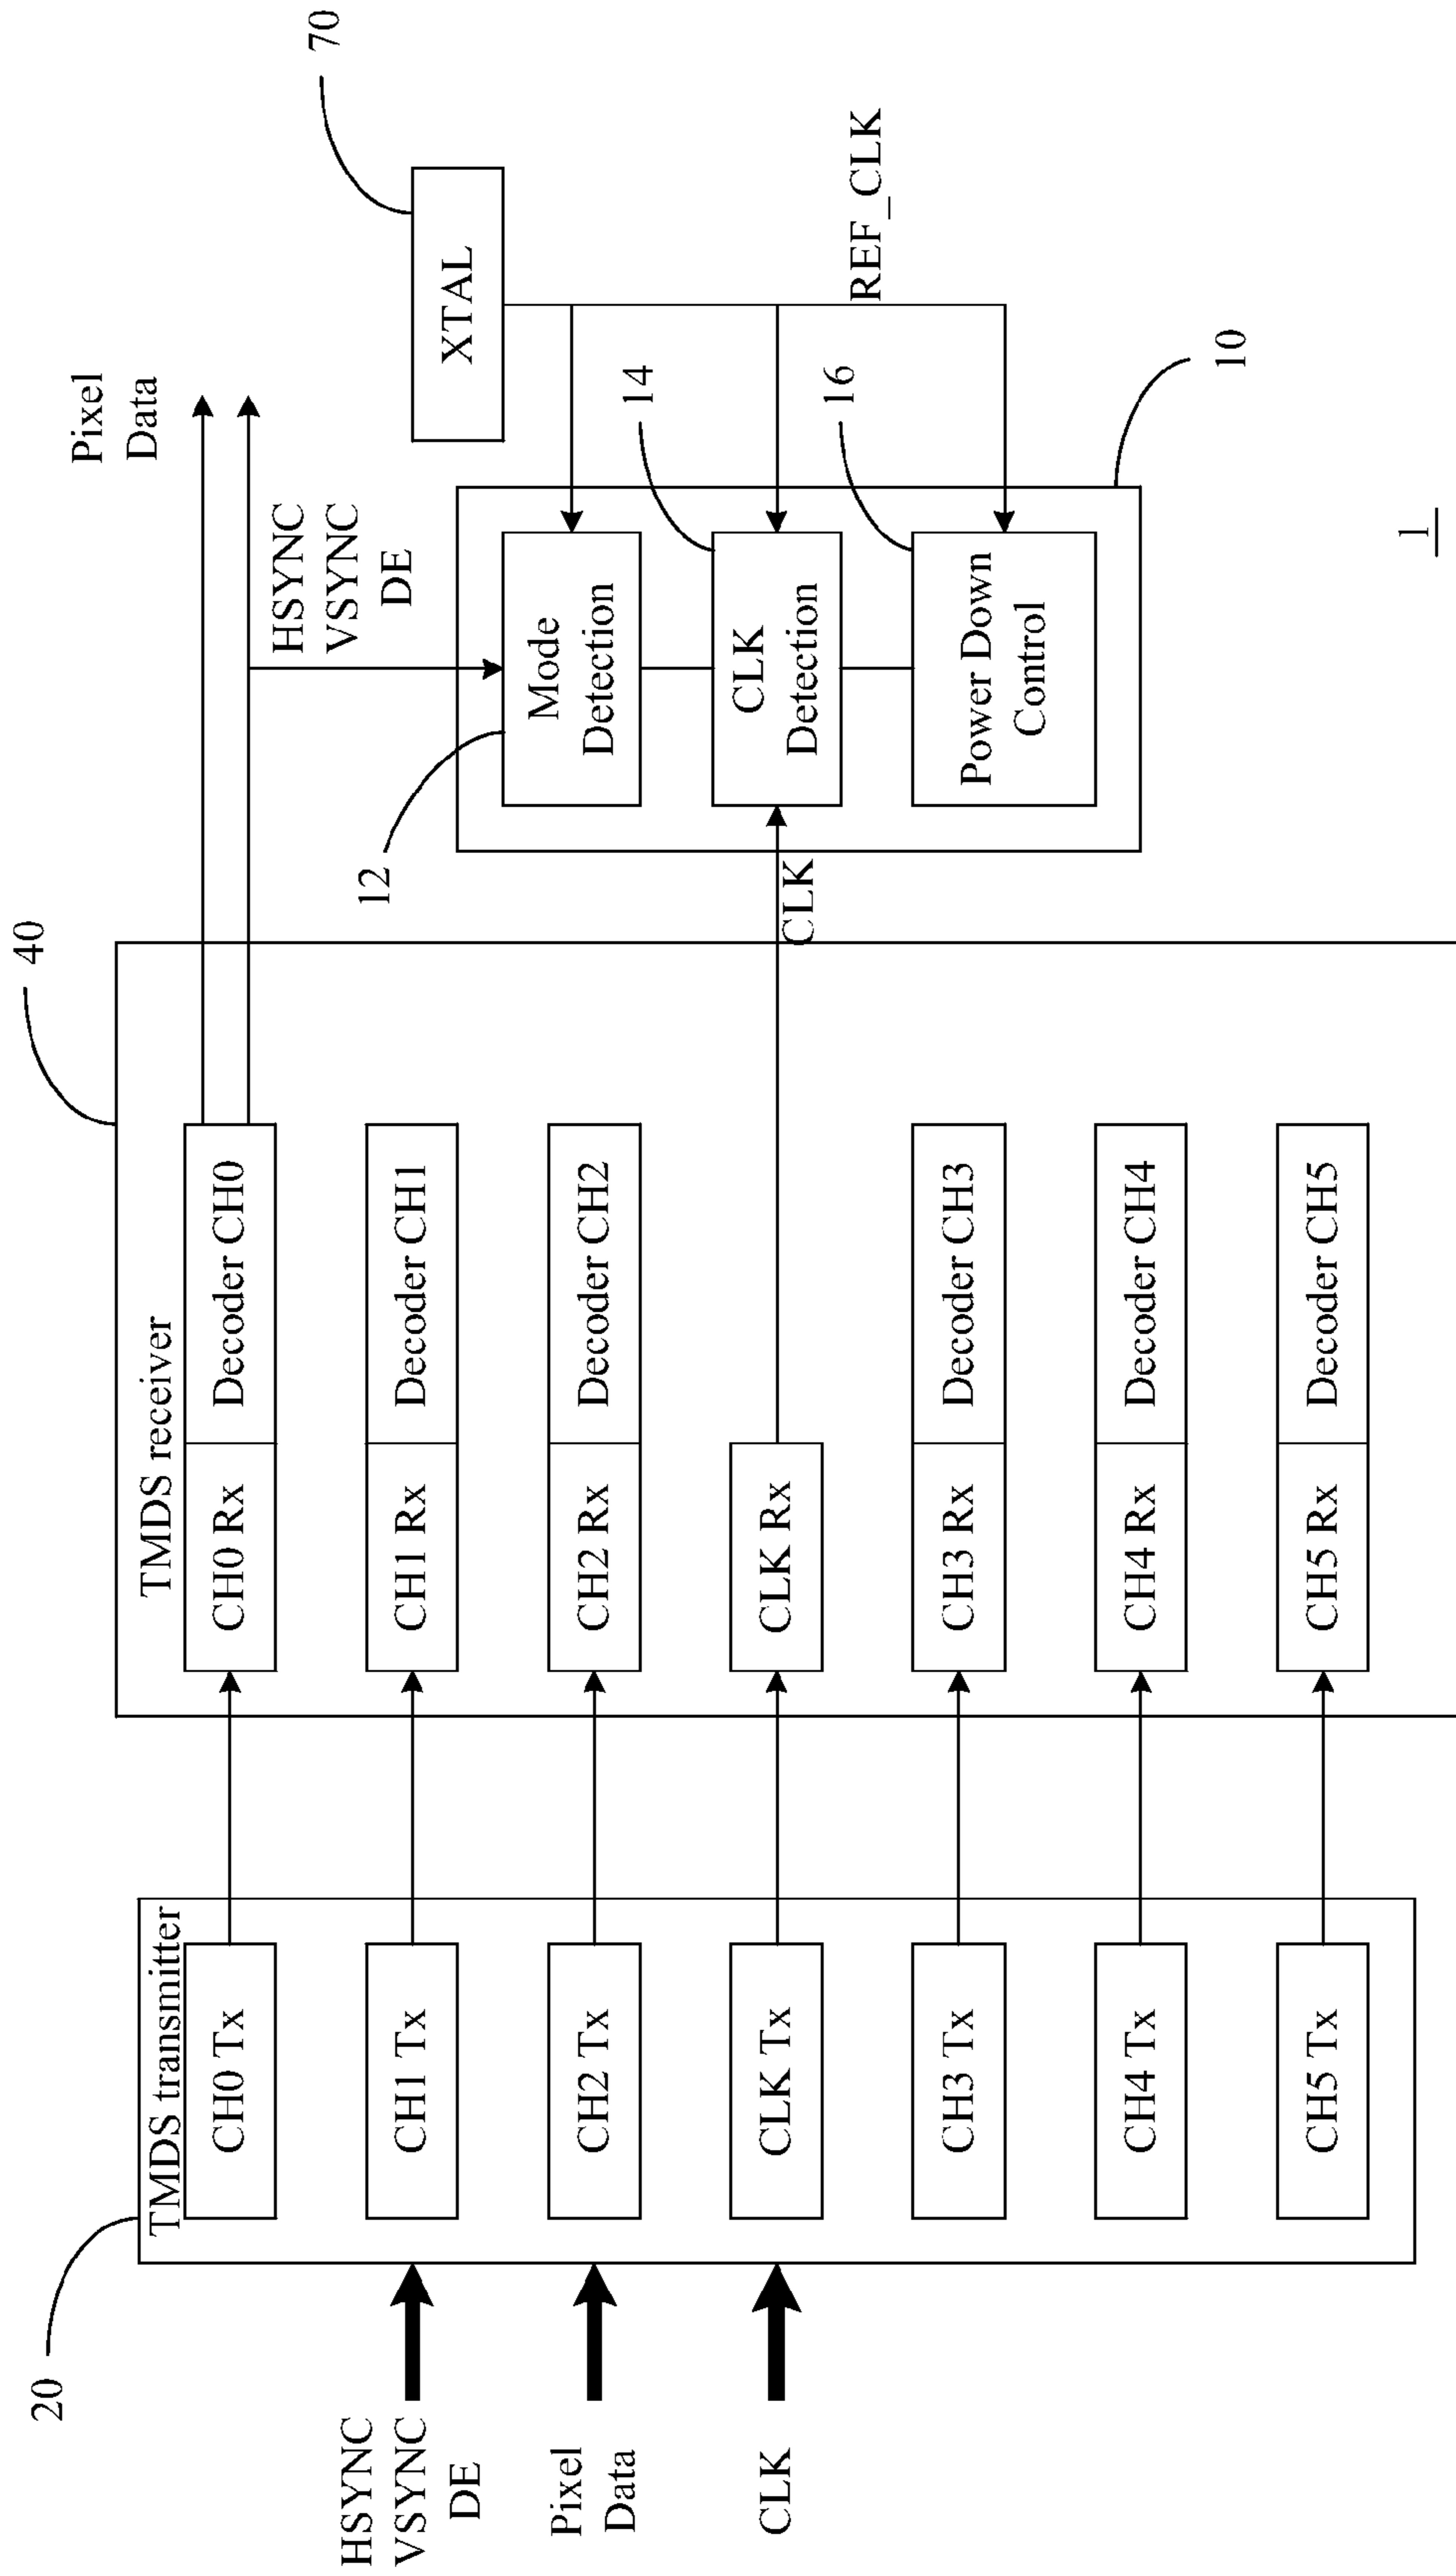 20
HSYNC
VSYNC
DE
Pixel
Data
CLK
TMDS transmitter
CH0 Tx
CH1 Tx
CH2 Tx
CLK Tx
CH3 Tx
CH4 Tx
CH5 Tx
40
TMDS receiver
CH0 Rx
Decoder CH0
CH1 Rx
Decoder CH1
CH2 Rx
Decoder CH2
CLK Rx
CH3 Rx
Decoder CH3
CH4 Rx
Decoder CH4
CH5 Rx
Decoder CH5
CLK
Pixel
Data
HSYNC
VSYNC
DE
12
Mode
Detection
14
CLK
Detection
16
Power Down
Control
10
XTAL
70
REF_CLK
1